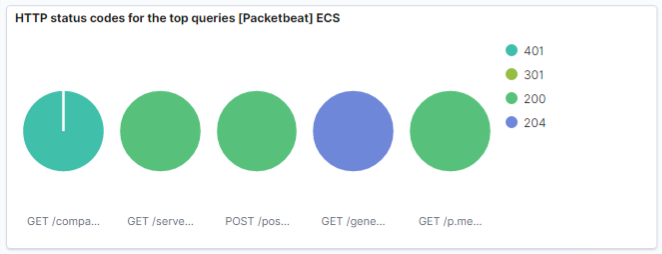 HTTP status codes for the top queries [Packetbeat] ECS
401
301
200
204
GET /compa...
GET /serve...
POST /pos...
GET /gene...
GET /p.me...